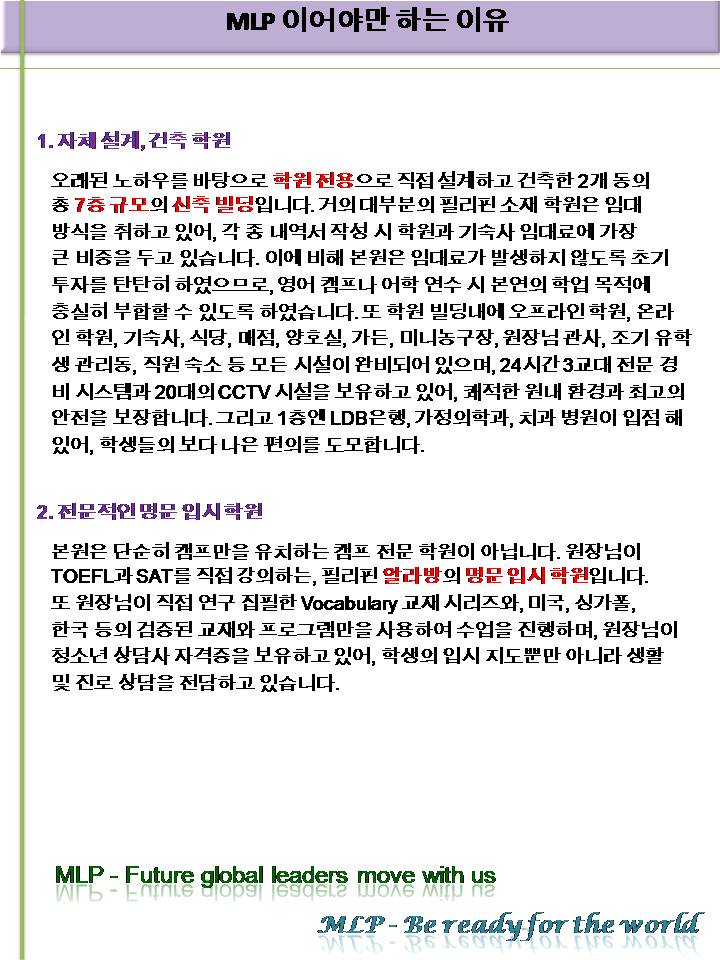 MLP 이어야만 하는 이유
1. 자체 설계, 건축 학원
오래된 노하우를 바탕으로 학원 전용으로 직접 설계하고 건축한 2개 동의
총 7층 규모의 신축 빌딩입니다. 거의 대부분의 필리핀 소재 학원은 임대
방식을 취하고 있어, 각 종 내역서 작성 시 학원과 기숙사 임대료에 가장
큰 비중을 두고 있습니다. 이에 비해 본원은 임대료가 발생하지 않도록 초기
투자를 탄탄히 하였으므로, 영어 캠프나 어학 연수 시 본연의 학업 목적에
충실히 부합할 수 있도록 하였습니다. 또 학원 빌딩내에 오프라인 학원, 온라
인 학원, 기숙사, 식당, 매점, 양호실, 가든, 미니농구장, 원장님 관사, 조기 유학
생 관리동, 직원 숙소 등 모든 시설이 완비되어 있으며, 24시간 3교대 전문 경
비 시스템과 20대의 CCTV 시설을 보유하고 있어, 쾌적한 원내 환경과 최고의
안전을 보장합니다. 그리고 1층엔 LDB은행, 가정의학과, 치과 병원이 입점 해
있어, 학생들의 보다 나은 편의를 도모합니다.
2. 전문적인 명문 입시 학원
본원은 단순히 캠프만을 유치하는 캠프 전문 학원이 아닙니다. 원장님이
TOEFL과 SAT를 직접 강의하는, 필리핀 알라방의 명문 입시 학원입니다.
또 원장님이 직접 연구 집필한 Vocabulary 교재 시리즈와, 미국, 싱가폴,
한국 등의 검증된 교재와 프로그램만을 사용하여 수업을 진행하며, 원장님이
청소년 상담사 자격증을 보유하고 있어, 학생의 입시 지도뿐만 아니라 생활
및 진로 상담을 전담하고 있습니다.
MLP - Future global leaders move with us
MLP - Be ready for the world